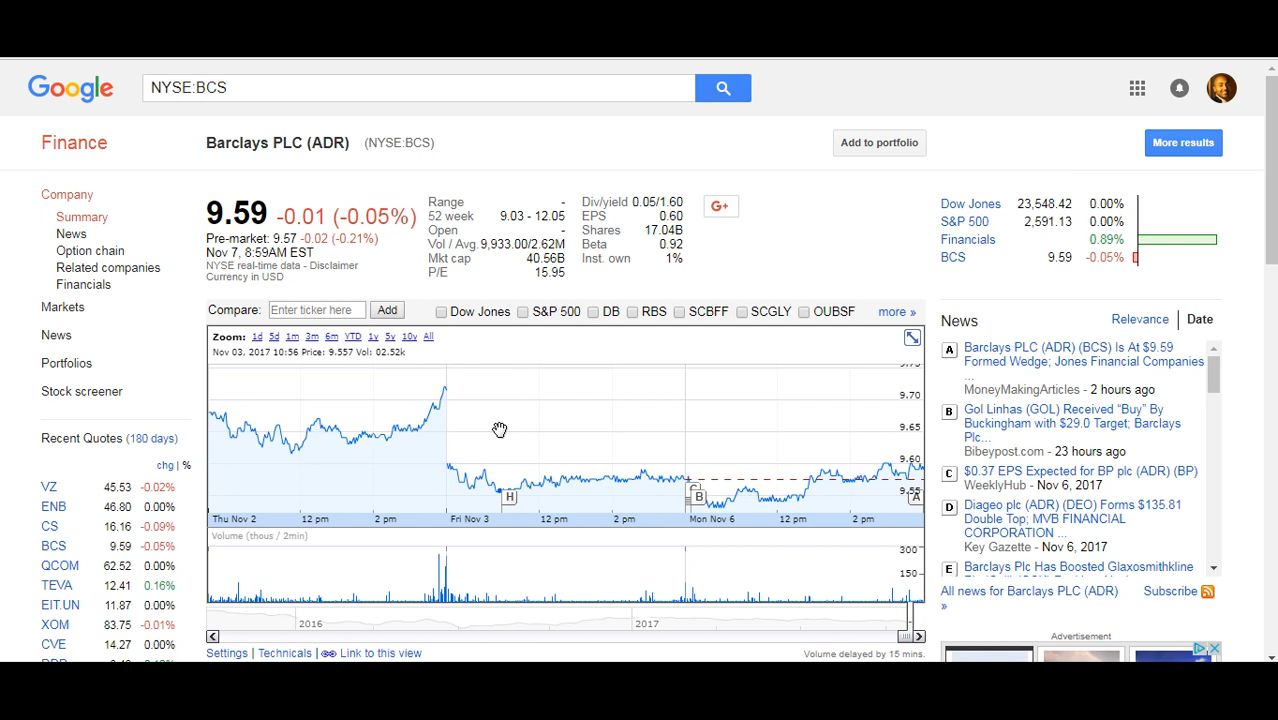 Google
NYSE:BCS
Finance
Barclays PLC (ADR) (NYSE:BCS)
Add to portfolio
More results
Company
Summary
News
Option chain
Related companies
Financials
Markets
News
Portfolios
Stock screener
Recent Quotes (180 days)
chg | %
VZ 45.53 -0.02%
ENB 46.80 0.00%
CS 16.16 -0.09%
BCS 9.59 -0.05%
QCOM 62.52 0.00%
TEVA 12.41 0.16%
EIT.UN 11.87 0.00%
XOM 83.75 -0.01%
CVE 14.27 0.00%
9.59 -0.01 (-0.05%)
Pre-market: 9.57 -0.02 (-0.21%)
Nov 7, 8:59AM EST
NYSE real-time data - Disclaimer
Currency in USD
Range -
52 week 9.03 - 12.05
Open -
Vol / Avg. 9,933.00/2.62M
Mkt cap 40.56B
P/E 15.95
Div/yield 0.05/1.60
EPS 0.60
Shares 17.04B
Beta 0.92
Inst. own 1%
G+
Dow Jones 23,548.42 0.00%
S&P 500 2,591.13 0.00%
Financials 0.89%
BCS 9.59 -0.05%
Compare: Enter ticker here Add Dow Jones S&P 500 DB RBS SCBFF SCGLY OUBSF more »
Zoom: 1d 5d 1m 3m 6m YTD 1y 5y 10y All
Nov 03, 2017 10:56 Price: 9.557 Vol: 02.52k
9.75
9.70
9.65
9.60
9.55
H
B
A
Thu Nov 2 12 pm 2 pm Fri Nov 3 12 pm 2 pm Mon Nov 6 12 pm 2 pm
Volume (thous / 2min)
300
150
2016 2017
Settings | Technicals | Link to this view
Volume delayed by 15 mins.
News
Relevance | Date
A Barclays PLC (ADR) (BCS) Is At $9.59
Formed Wedge; Jones Financial Companies
...
MoneyMakingArticles - 2 hours ago
B Gol Linhas (GOL) Received “Buy” By
Buckingham with $29.0 Target; Barclays
Plc...
Bibeypost.com - 23 hours ago
C $0.37 EPS Expected for BP plc (ADR) (BP)
WeeklyHub - Nov 6, 2017
D Diageo plc (ADR) (DEO) Forms $135.81
Double Top; MVB FINANCIAL
CORPORATION ...
Key Gazette - Nov 6, 2017
E Barclays Plc Has Boosted Glaxosmithkline
All news for Barclays PLC (ADR)
»
Subscribe
Advertisement